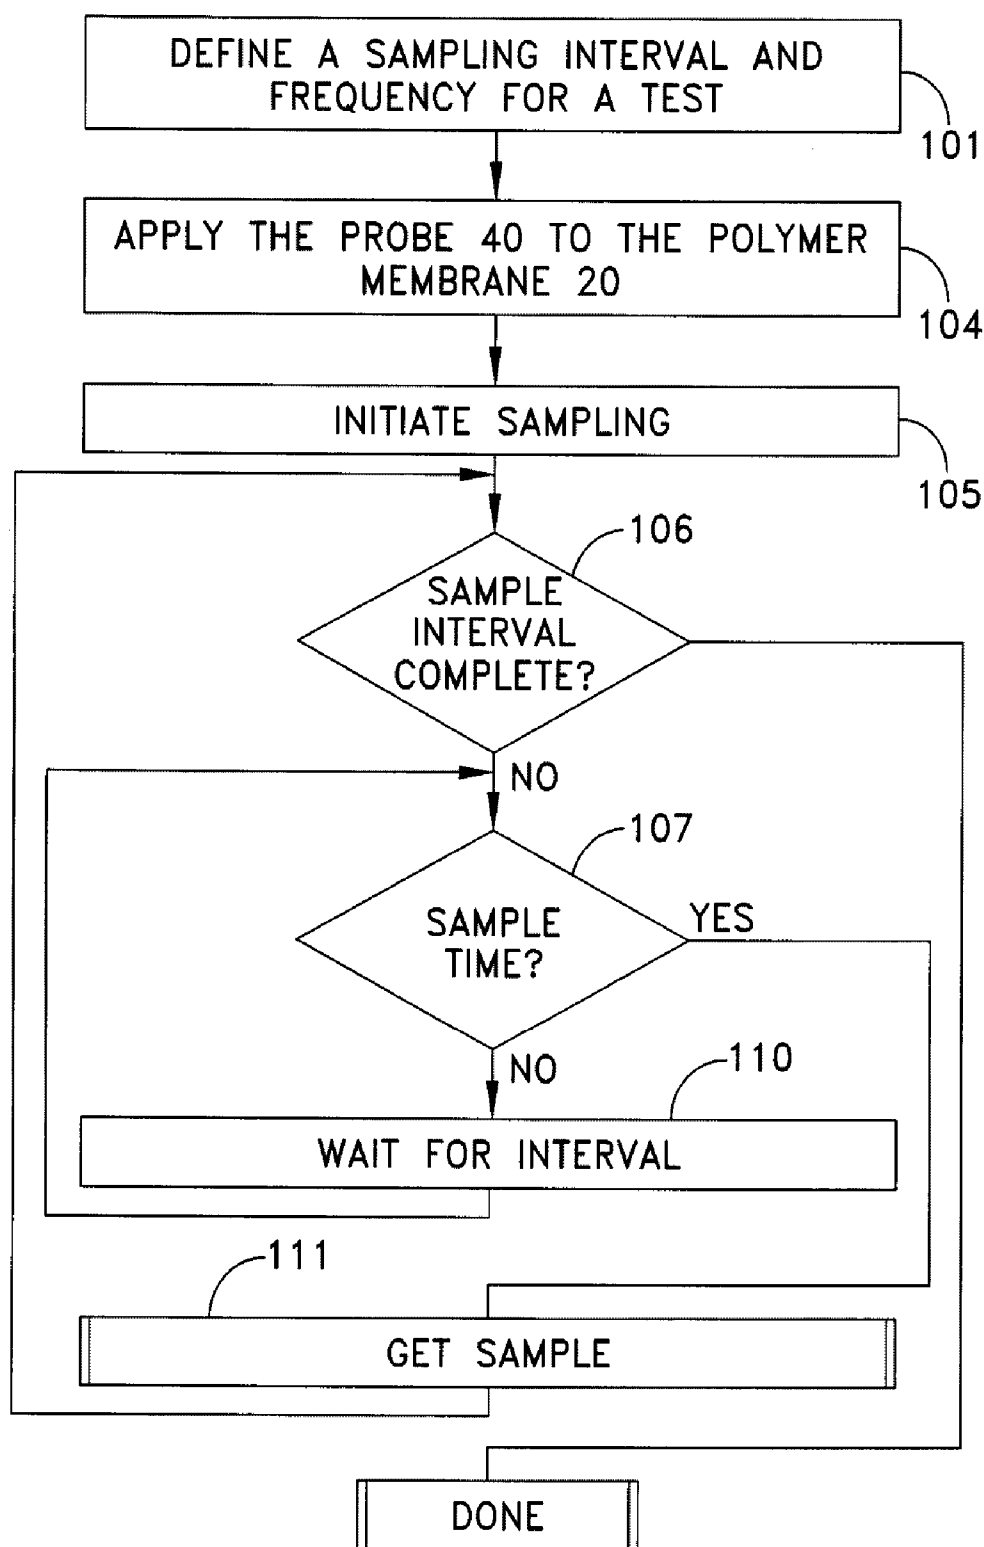 DEFINE A SAMPLING INTERVAL AND
FREQUENCY FOR A TEST
101
APPLY THE PROBE 40 TO THE POLYMER
MEMBRANE 20
104
INITIATE SAMPLING
105
106
SAMPLE
INTERVAL
COMPLETE?
NO
107
SAMPLE
TIME?
YES
NO
110
WAIT FOR INTERVAL
111
GET SAMPLE
DONE